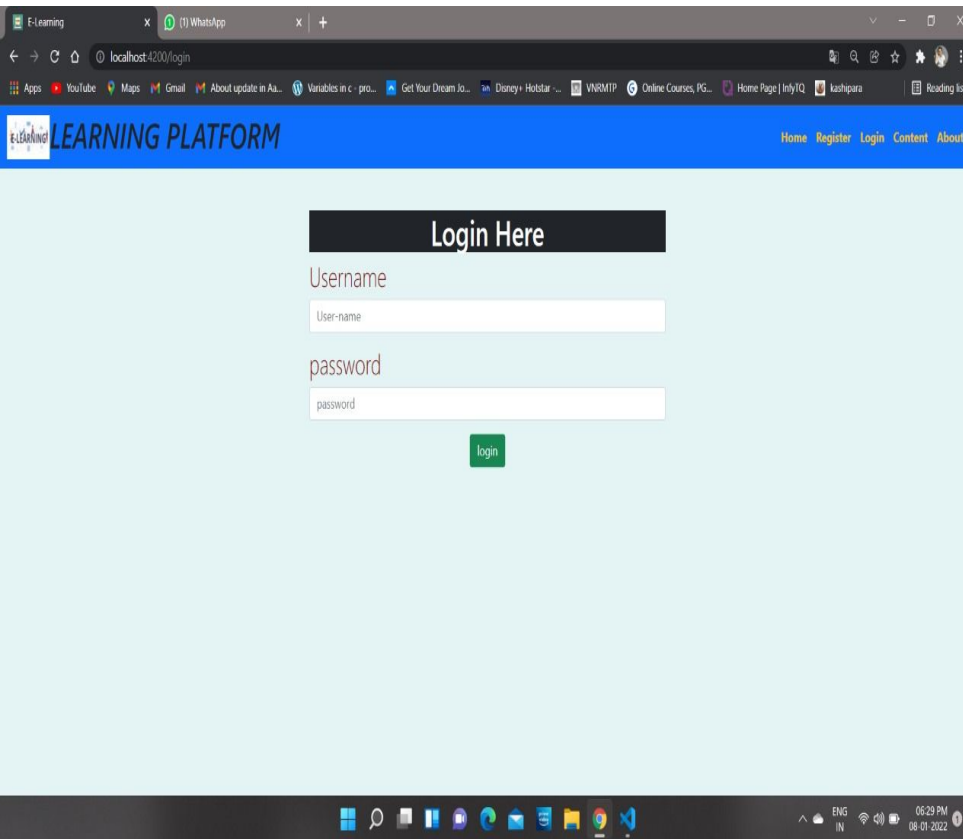 E-Learning
(1) WhatsApp
localhost:4200/login
Apps YouTube Maps Gmail About update in Aa... Variables in c - pro... Get Your Dream Jo... Disney+ Hotstar -... VNRMTP Online Courses, PG... Home Page | InfyTQ kashipara Reading lis
E-LEARNING LEARNING PLATFORM
Home Register Login Content About
Login Here
Username
User-name
password
password
login
ENG
IN
06:29 PM
08-01-2022